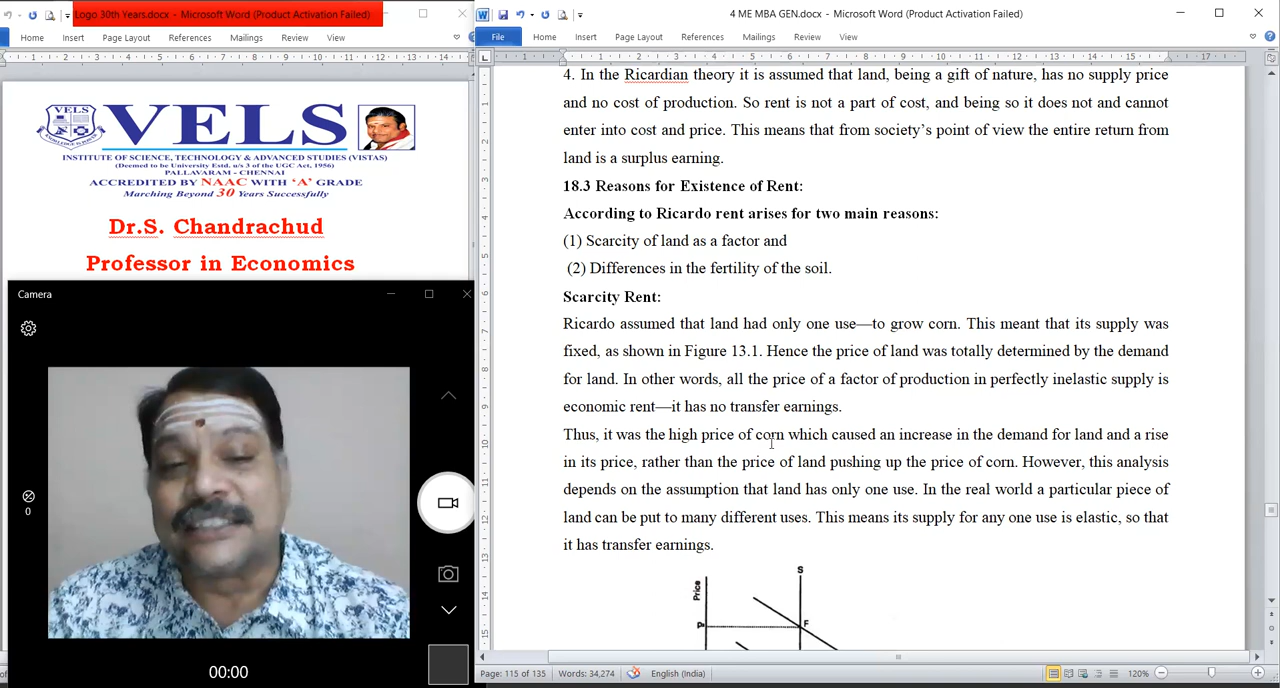 Logo 30th Years.docx - Microsoft Word (Product Activation Failed)
Home Insert Page Layout References Mailings Review View
VELS
VELS
INSTITUTE OF SCIENCE, TECHNOLOGY & ADVANCED STUDIES (VISTAS)
(Deemed to be University Estd. u/s 3 of the UGC Act, 1956)
PALLAVARAM - CHENNAI
ACCREDITED BY NAAC WITH 'A' GRADE
Marching Beyond 30 Years Successfully
Dr.S. Chandrachud
Professor in Economics
Camera
0
00:00
4 ME MBA GEN.docx - Microsoft Word (Product Activation Failed)
File Home Insert Page Layout References Mailings Review View
4. In the Ricardian theory it is assumed that land, being a gift of nature, has no supply price
and no cost of production. So rent is not a part of cost, and being so it does not and cannot
enter into cost and price. This means that from society's point of view the entire return from
land is a surplus earning.
18.3 Reasons for Existence of Rent:
According to Ricardo rent arises for two main reasons:
(1) Scarcity of land as a factor and
(2) Differences in the fertility of the soil.
Scarcity Rent:
Ricardo assumed that land had only one use—to grow corn. This meant that its supply was
fixed, as shown in Figure 13.1. Hence the price of land was totally determined by the demand
for land. In other words, all the price of a factor of production in perfectly inelastic supply is
economic rent—it has no transfer earnings.
Thus, it was the high price of corn which caused an increase in the demand for land and a rise
in its price, rather than the price of land pushing up the price of corn. However, this analysis
depends on the assumption that land has only one use. In the real world a particular piece of
land can be put to many different uses. This means its supply for any one use is elastic, so that
it has transfer earnings.
Price
S
F
Page: 115 of 135 Words: 34,274 English (India) 120%